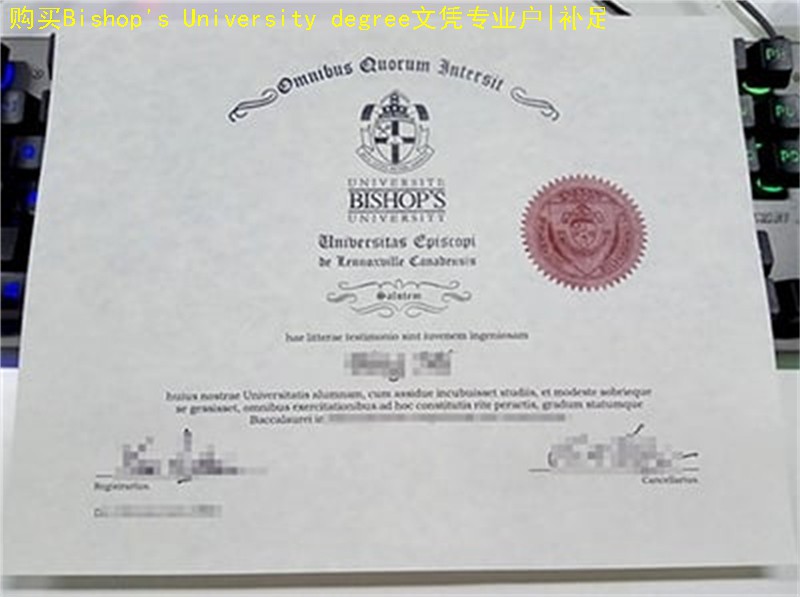 购买Bishop's University degree文凭专业户|补足
Omnibus Quorum Intersit
UNIVERSITÉ
BISHOP'S
UNIVERSITY
Universitas Episcopi
de Lennoxville Canadensis
Salutem
hae litterae testimonio sint iuvenem ingeniosam
huius nostrae Universitatis alumnam, cum assidue incubuisset studiis, et modeste sobrieque
se gessisset, omnibus exercitationibus ad hoc constitutis rite peractis, gradum statumque
Baccalaurei in
Registrarius
Cancellarius